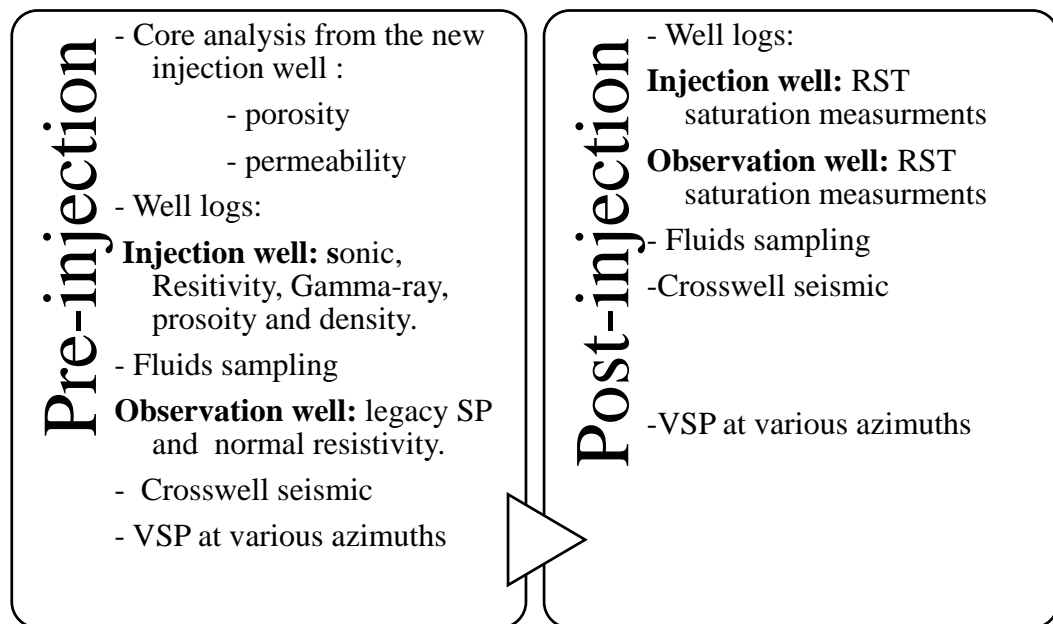 Pre-injection
- Core analysis from the new
injection well :
- porosity
- permeability
- Well logs:
Injection well: sonic,
Resitivity, Gamma-ray,
prosoity and density.
- Fluids sampling
Observation well: legacy SP
and normal resistivity.
- Crosswell seismic
- VSP at various azimuths
Post-injection
- Well logs:
Injection well: RST
saturation measurments
Observation well: RST
saturation measurments
- Fluids sampling
-Crosswell seismic
-VSP at various azimuths